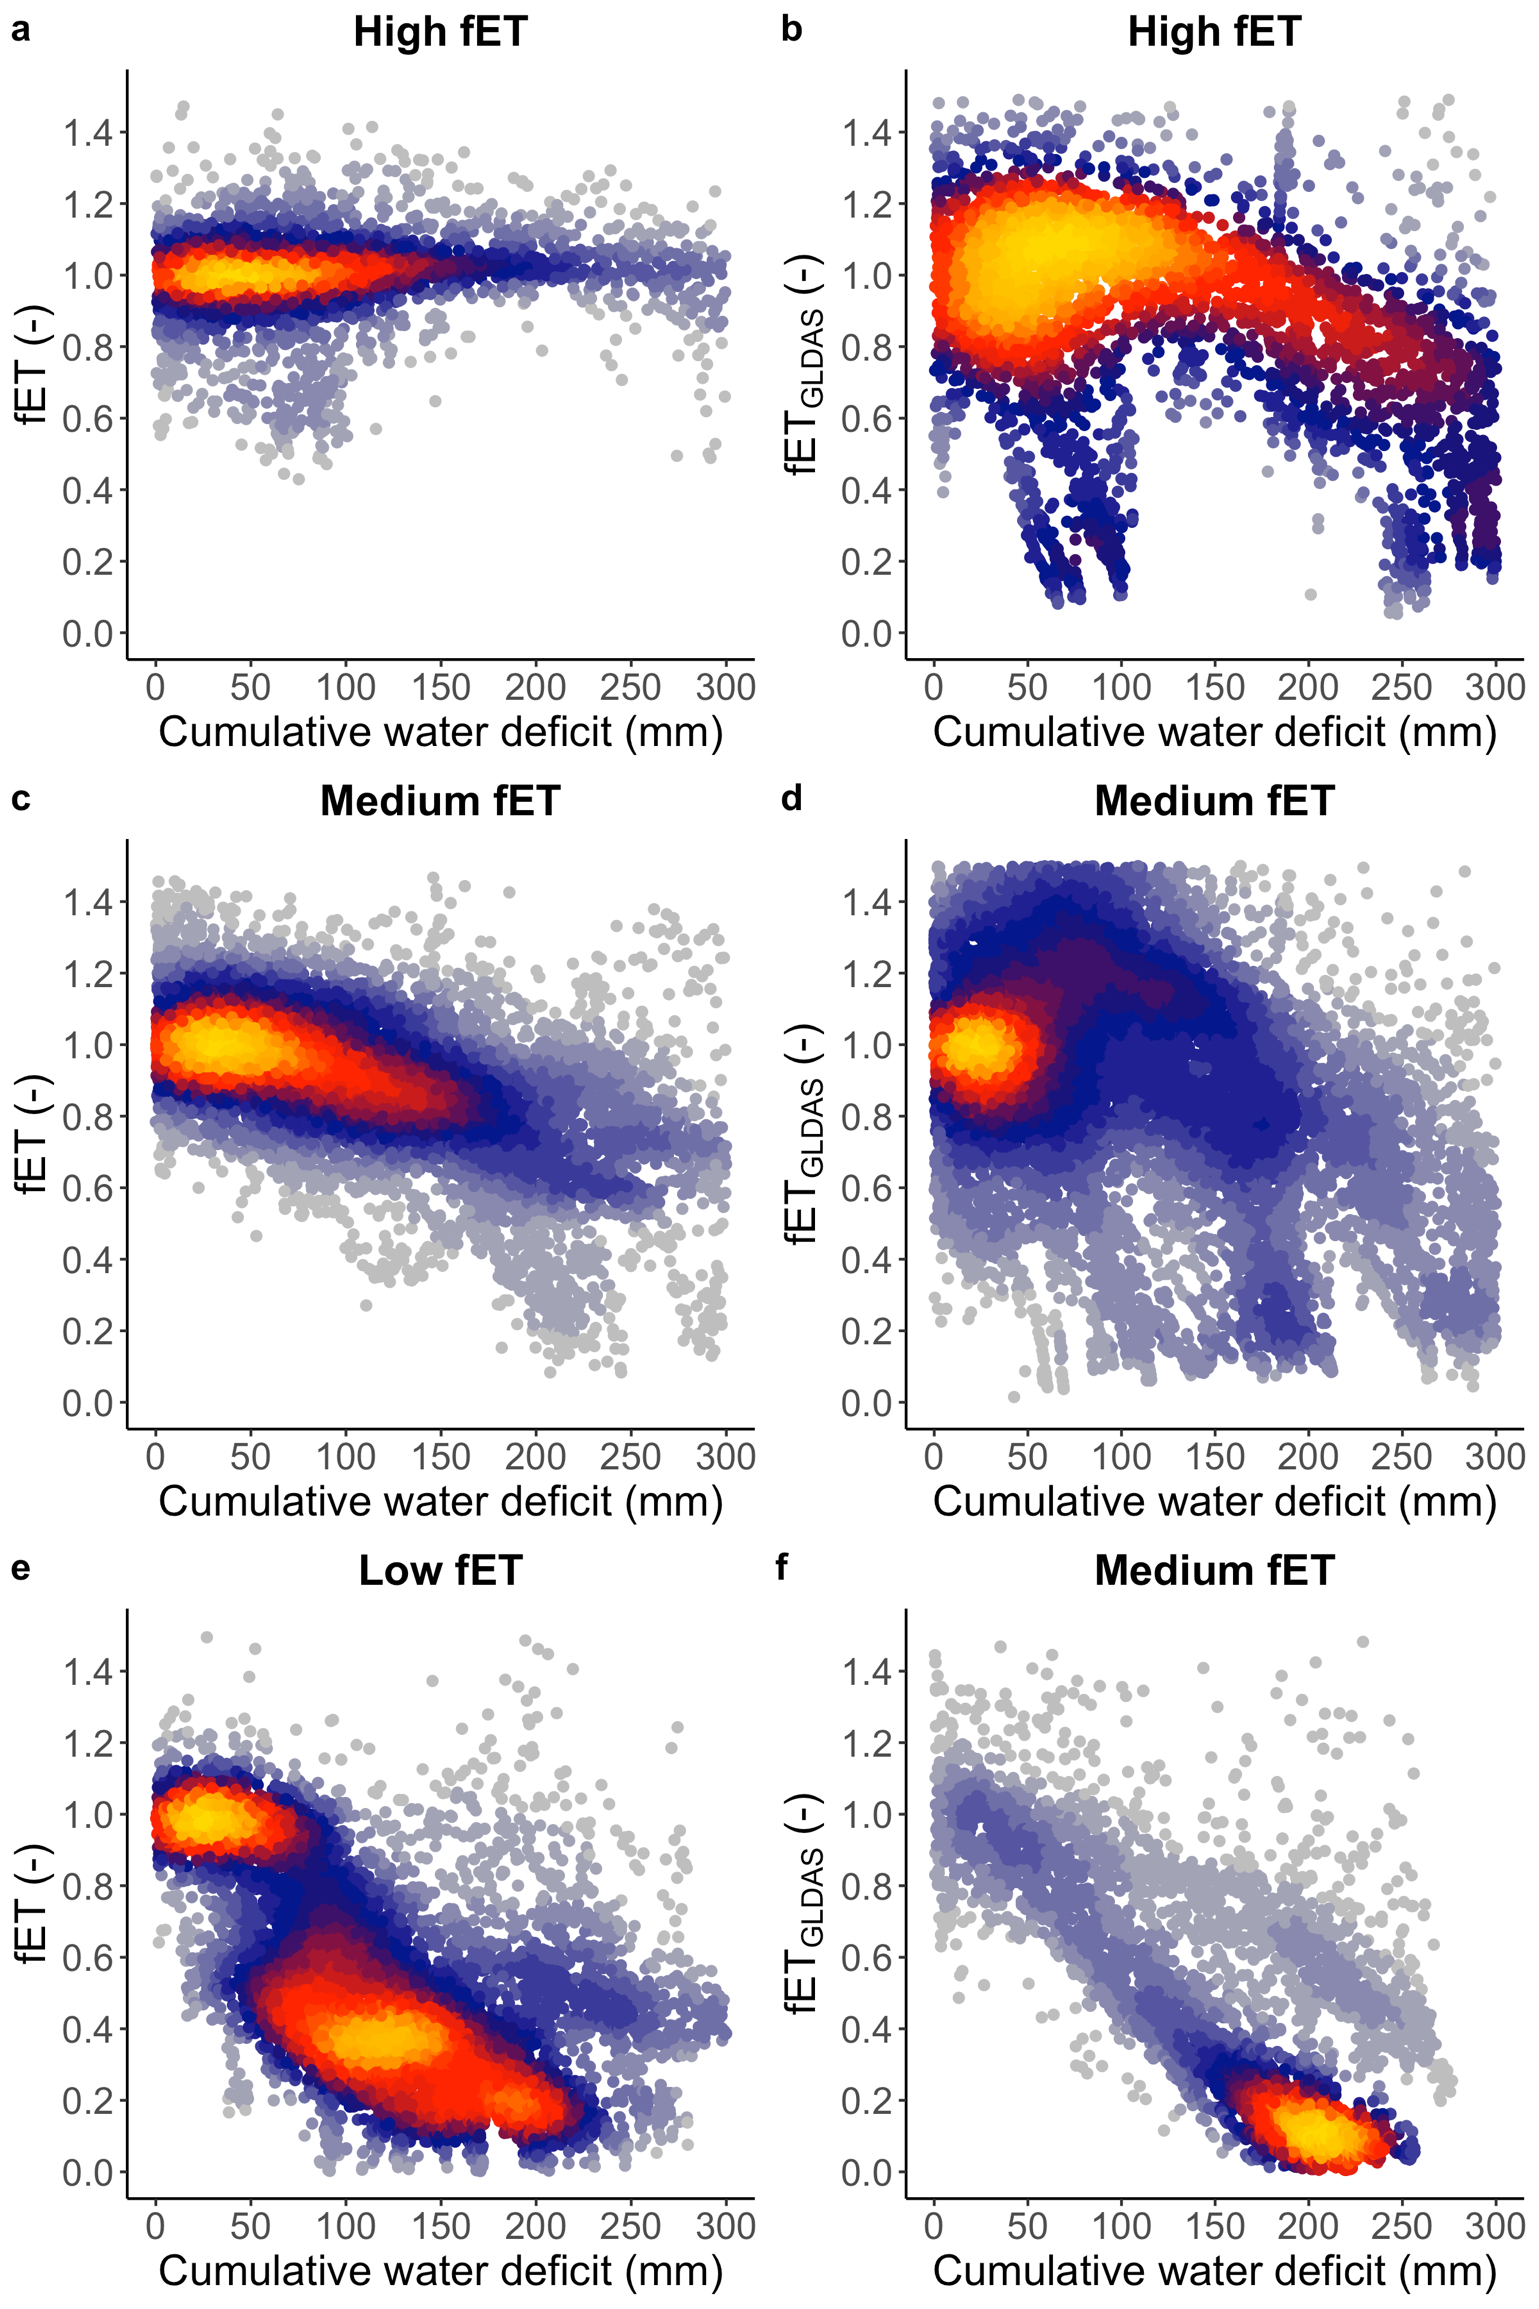 a High fET
fET (-)
1.4
1.2
1.0
0.8
0.6
0.4
0.2
0.0
0 50 100 150 200 250 300
Cumulative water deficit (mm)
b High fET
fET_GLDAS (-)
1.4
1.2
1.0
0.8
0.6
0.4
0.2
0.0
0 50 100 150 200 250 300
Cumulative water deficit (mm)
c Medium fET
fET (-)
1.4
1.2
1.0
0.8
0.6
0.4
0.2
0.0
0 50 100 150 200 250 300
Cumulative water deficit (mm)
d Medium fET
fET_GLDAS (-)
1.4
1.2
1.0
0.8
0.6
0.4
0.2
0.0
0 50 100 150 200 250 300
Cumulative water deficit (mm)
e Low fET
fET (-)
1.4
1.2
1.0
0.8
0.6
0.4
0.2
0.0
0 50 100 150 200 250 300
Cumulative water deficit (mm)
f Medium fET
fET_GLDAS (-)
1.4
1.2
1.0
0.8
0.6
0.4
0.2
0.0
0 50 100 150 200 250 300
Cumulative water deficit (mm)